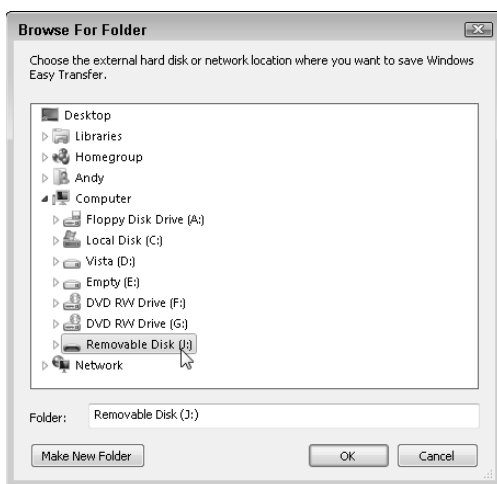 Browse For Folder
Choose the external hard disk or network location where you want to save Windows
Easy Transfer.
Desktop
Libraries
Homegroup
Andy
Computer
Floppy Disk Drive (A:)
Local Disk (C:)
Vista (D:)
Empty (E:)
DVD RW Drive (F:)
DVD RW Drive (G:)
Removable Disk (J:)
Network
Folder: Removable Disk (J:)
Make New Folder OK Cancel